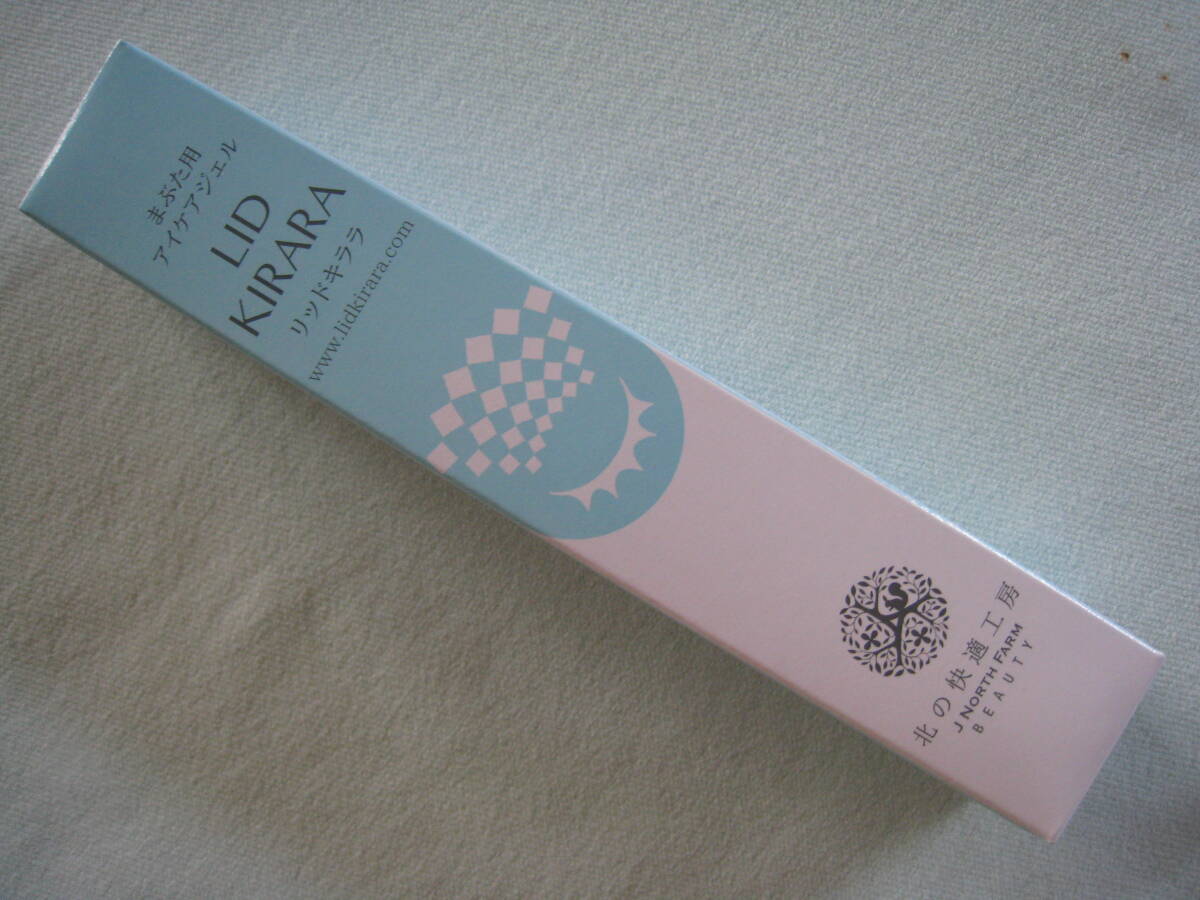 まぶた用
アイケアジェル
LID
KIRARA
リッドキララ
www.lidkirara.com
北の快適工房
J NORTH FARM
BEAUTY